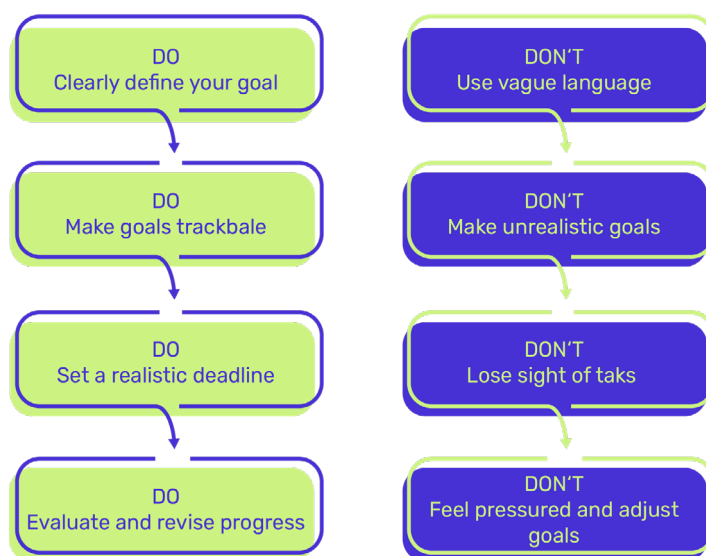 DO
Clearly define your goal
DO
Make goals trackbale
DO
Set a realistic deadline
DO
Evaluate and revise progress
DON'T
Use vague language
DON'T
Make unrealistic goals
DON'T
Lose sight of taks
DON'T
Feel pressured and adjust
goals